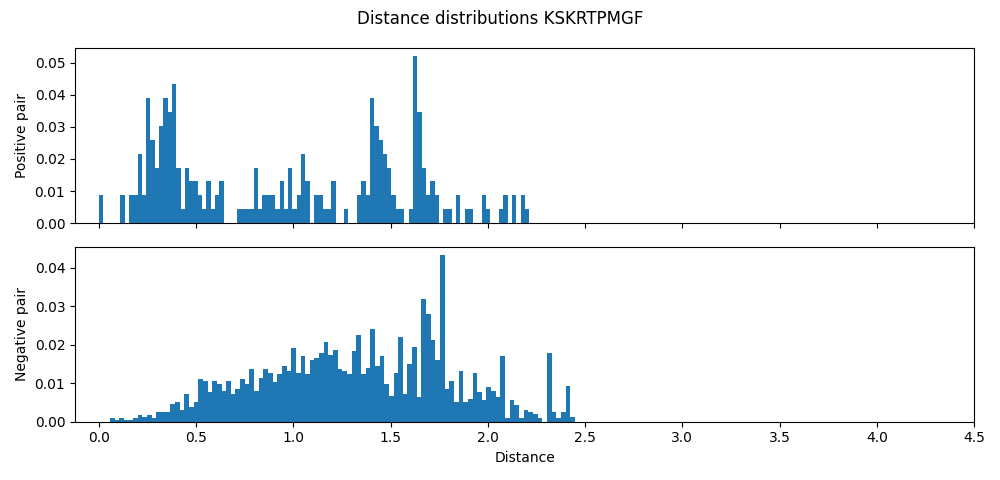 Distance distributions KSKRTPMGF
0.05
0.04
0.03
0.02
0.01
0.00
Positive pair
0.04
0.03
0.02
0.01
0.00
Negative pair
0.0 0.5 1.0 1.5 2.0 2.5 3.0 3.5 4.0 4.5
Distance